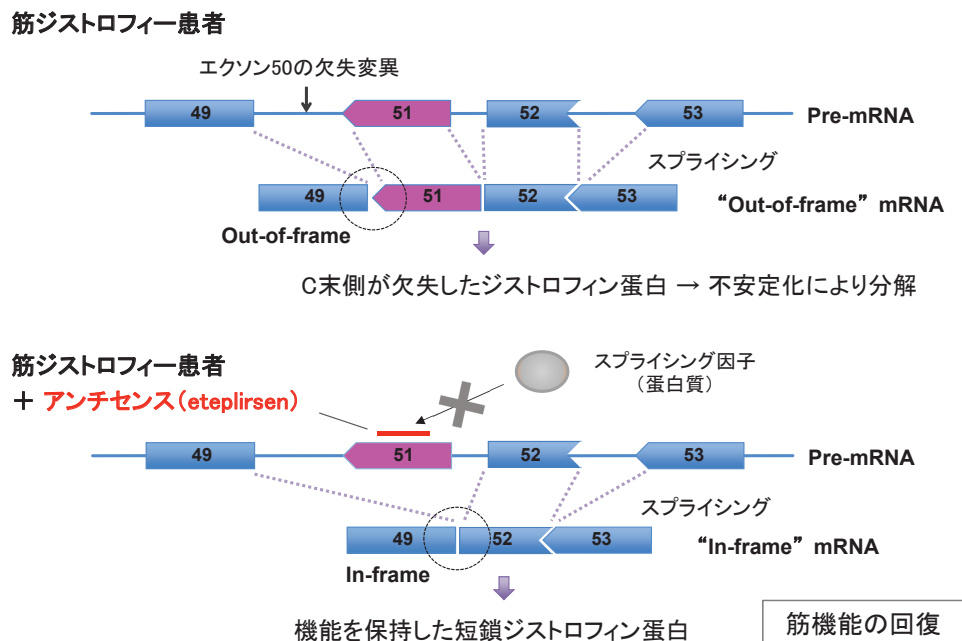 筋ジストロフィー患者
エクソン50の欠失変異
49
51
52
53
Pre-mRNA
スプライシング
49
51
52
53
“Out-of-frame” mRNA
Out-of-frame
C末側が欠失したジストロフィン蛋白 → 不安定化により分解
筋ジストロフィー患者
+ アンチセンス(eteplirsen)
スプライシング因子
(蛋白質)
49
51
52
53
Pre-mRNA
スプライシング
49
52
53
“In-frame” mRNA
In-frame
機能を保持した短鎖ジストロフィン蛋白
筋機能の回復